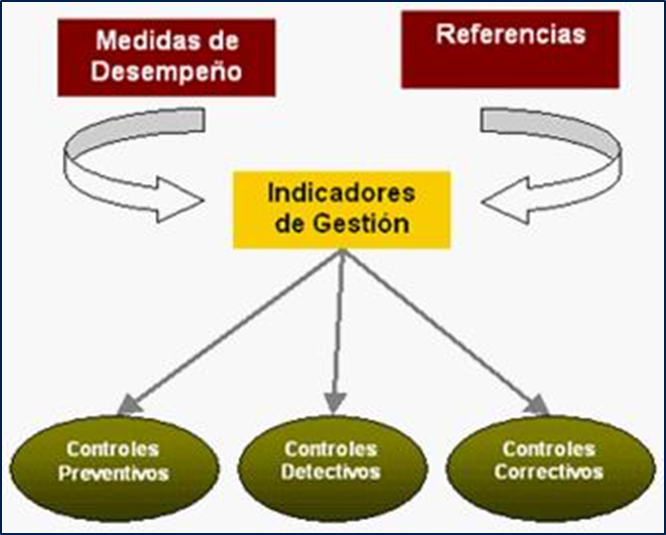 Medidas de
Desempeño
Referencias
Indicadores
de Gestión
Controles
Preventivos
Controles
Detectivos
Controles
Correctivos